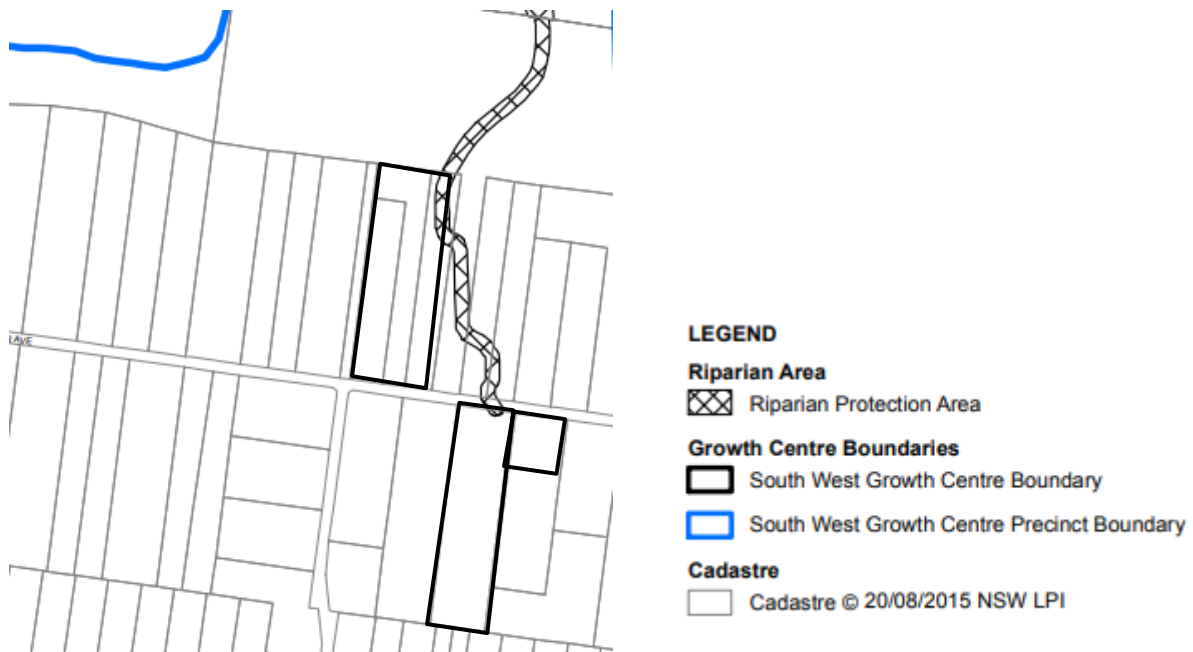 AVE
LEGEND
Riparian Area
Riparian Protection Area
Growth Centre Boundaries
South West Growth Centre Boundary
South West Growth Centre Precinct Boundary
Cadastre
Cadastre © 20/08/2015 NSW LPI